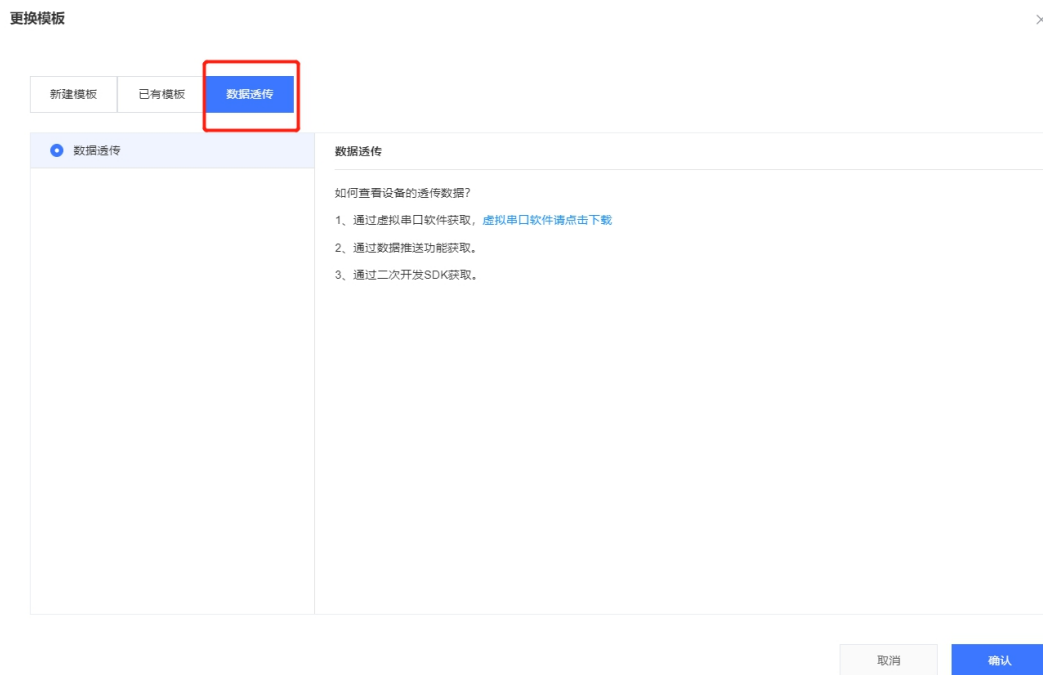 更换模板
新建模板
已有模板
数据透传
数据透传
数据透传
如何查看设备的透传数据?
1、通过虚拟串口软件获取，虚拟串口软件请点击下载
2、通过数据推送功能获取。
3、通过二次开发SDK获取。
取消
确认